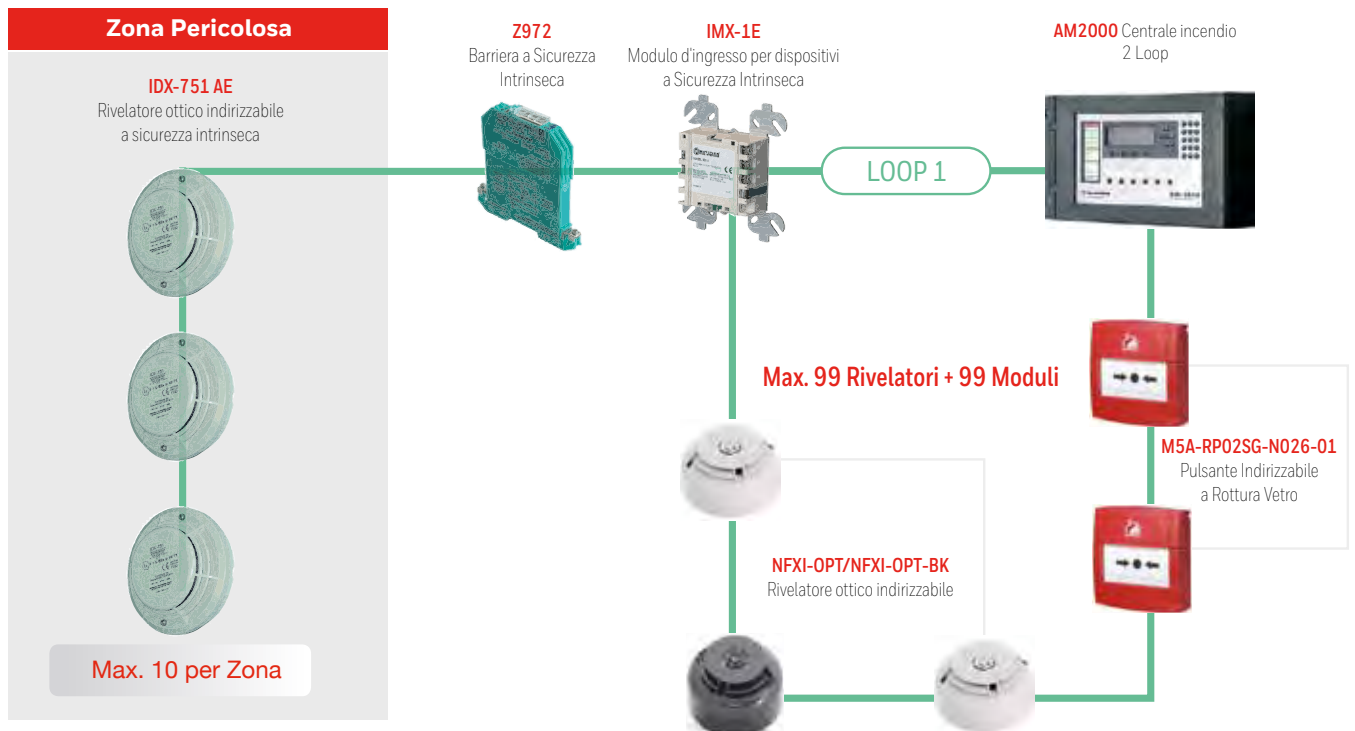 Zona Pericolosa
IDX-751 AE
Rivelatore ottico indirizzabile
a sicurezza intrinseca
Max. 10 per Zona
Z972
Barriera a Sicurezza
Intrinseca
IMX-1E
Modulo d'ingresso per dispositivi
a Sicurezza Intrinseca
LOOP 1
AM2000 Centrale incendio
2 Loop
Max. 99 Rivelatori + 99 Moduli
M5A-RP02SG-N026-01
Pulsante Indirizzabile
a Rottura Vetro
NFXI-OPT/NFXI-OPT-BK
Rivelatore ottico indirizzabile